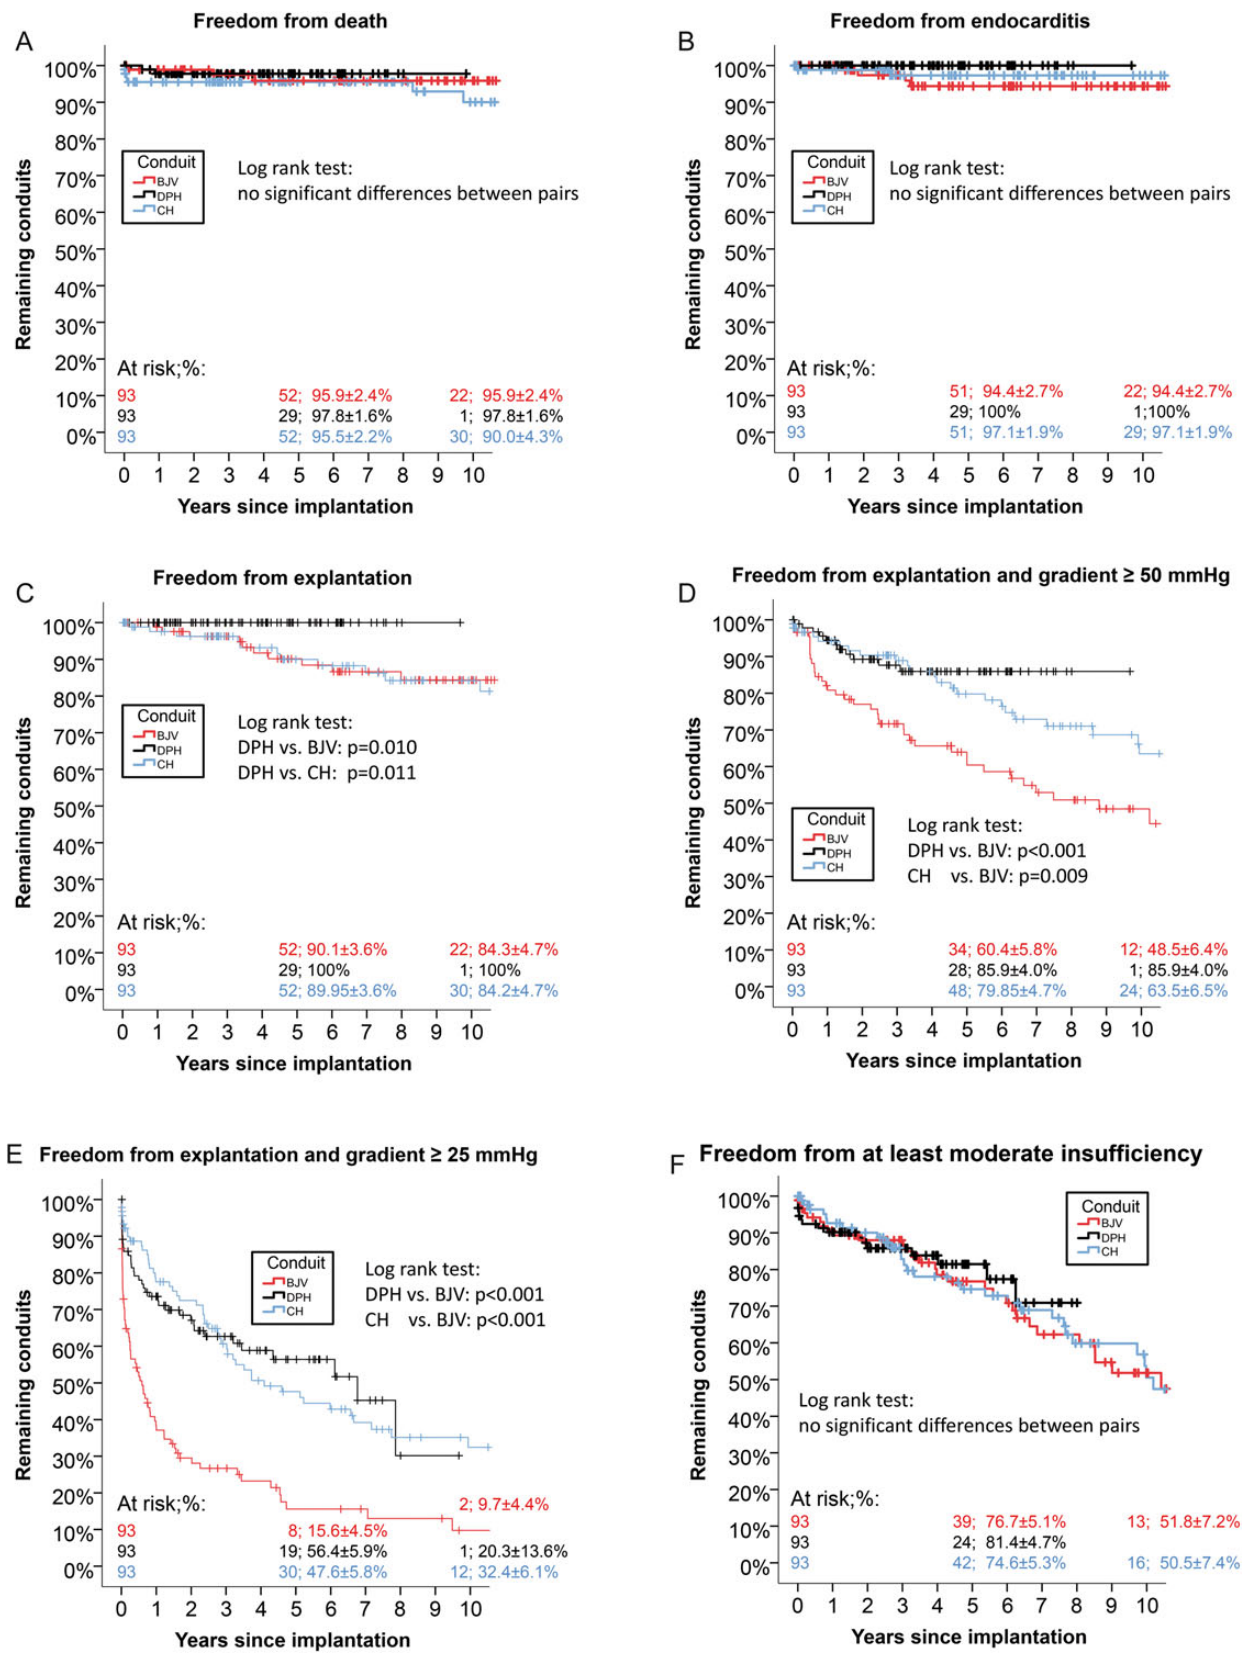 A
Freedom from death
Remaining conduits
100%
90%
80%
70%
60%
50%
40%
30%
20%
10%
0%
Conduit
BJV
DPH
CH
Log rank test:
no significant differences between pairs
At risk;%:
93 52; 95.9±2.4% 22; 95.9±2.4%
93 29; 97.8±1.6% 1; 97.8±1.6%
93 52; 95.5±2.2% 30; 90.0±4.3%
0 1 2 3 4 5 6 7 8 9 10
Years since implantation
B
Freedom from endocarditis
Remaining conduits
100%
90%
80%
70%
60%
50%
40%
30%
20%
10%
0%
Conduit
BJV
DPH
CH
Log rank test:
no significant differences between pairs
At risk;%:
93 51; 94.4±2.7% 22; 94.4±2.7%
93 29; 100% 1;100%
93 51; 97.1±1.9% 29; 97.1±1.9%
0 1 2 3 4 5 6 7 8 9 10
Years since implantation
C
Freedom from explantation
Remaining conduits
100%
90%
80%
70%
60%
50%
40%
30%
20%
10%
0%
Conduit
BJV
DPH
CH
Log rank test:
DPH vs. BJV: p=0.010
DPH vs. CH: p=0.011
At risk;%:
93 52; 90.1±3.6% 22; 84.3±4.7%
93 29; 100% 1; 100%
93 52; 89.95±3.6% 30; 84.2±4.7%
0 1 2 3 4 5 6 7 8 9 10
Years since implantation
D
Freedom from explantation and gradient ≥ 50 mmHg
Remaining conduits
100%
90%
80%
70%
60%
50%
40%
30%
20%
10%
0%
Conduit
BJV
DPH
CH
Log rank test:
DPH vs. BJV: p<0.001
CH vs. BJV: p=0.009
At risk;%:
93 34; 60.4±5.8% 12; 48.5±6.4%
93 28; 85.9±4.0% 1; 85.9±4.0%
93 48; 79.85±4.7% 24; 63.5±6.5%
0 1 2 3 4 5 6 7 8 9 10
Years since implantation
E
Freedom from explantation and gradient ≥ 25 mmHg
Remaining conduits
100%
90%
80%
70%
60%
50%
40%
30%
20%
10%
0%
Conduit
BJV
DPH
CH
Log rank test:
DPH vs. BJV: p<0.001
CH vs. BJV: p<0.001
At risk;%:
2; 9.7±4.4%
93 8; 15.6±4.5%
93 19; 56.4±5.9% 1; 20.3±13.6%
93 30; 47.6±5.8% 12; 32.4±6.1%
0 1 2 3 4 5 6 7 8 9 10
Years since implantation
F
Freedom from at least moderate insufficiency
Remaining conduits
100%
90%
80%
70%
60%
50%
40%
30%
20%
10%
0%
Conduit
BJV
DPH
CH
Log rank test:
no significant differences between pairs
At risk;%:
93 39; 76.7±5.1% 13; 51.8±7.2%
93 24; 81.4±4.7%
93 42; 74.6±5.3% 16; 50.5±7.4%
0 1 2 3 4 5 6 7 8 9 10
Years since implantation